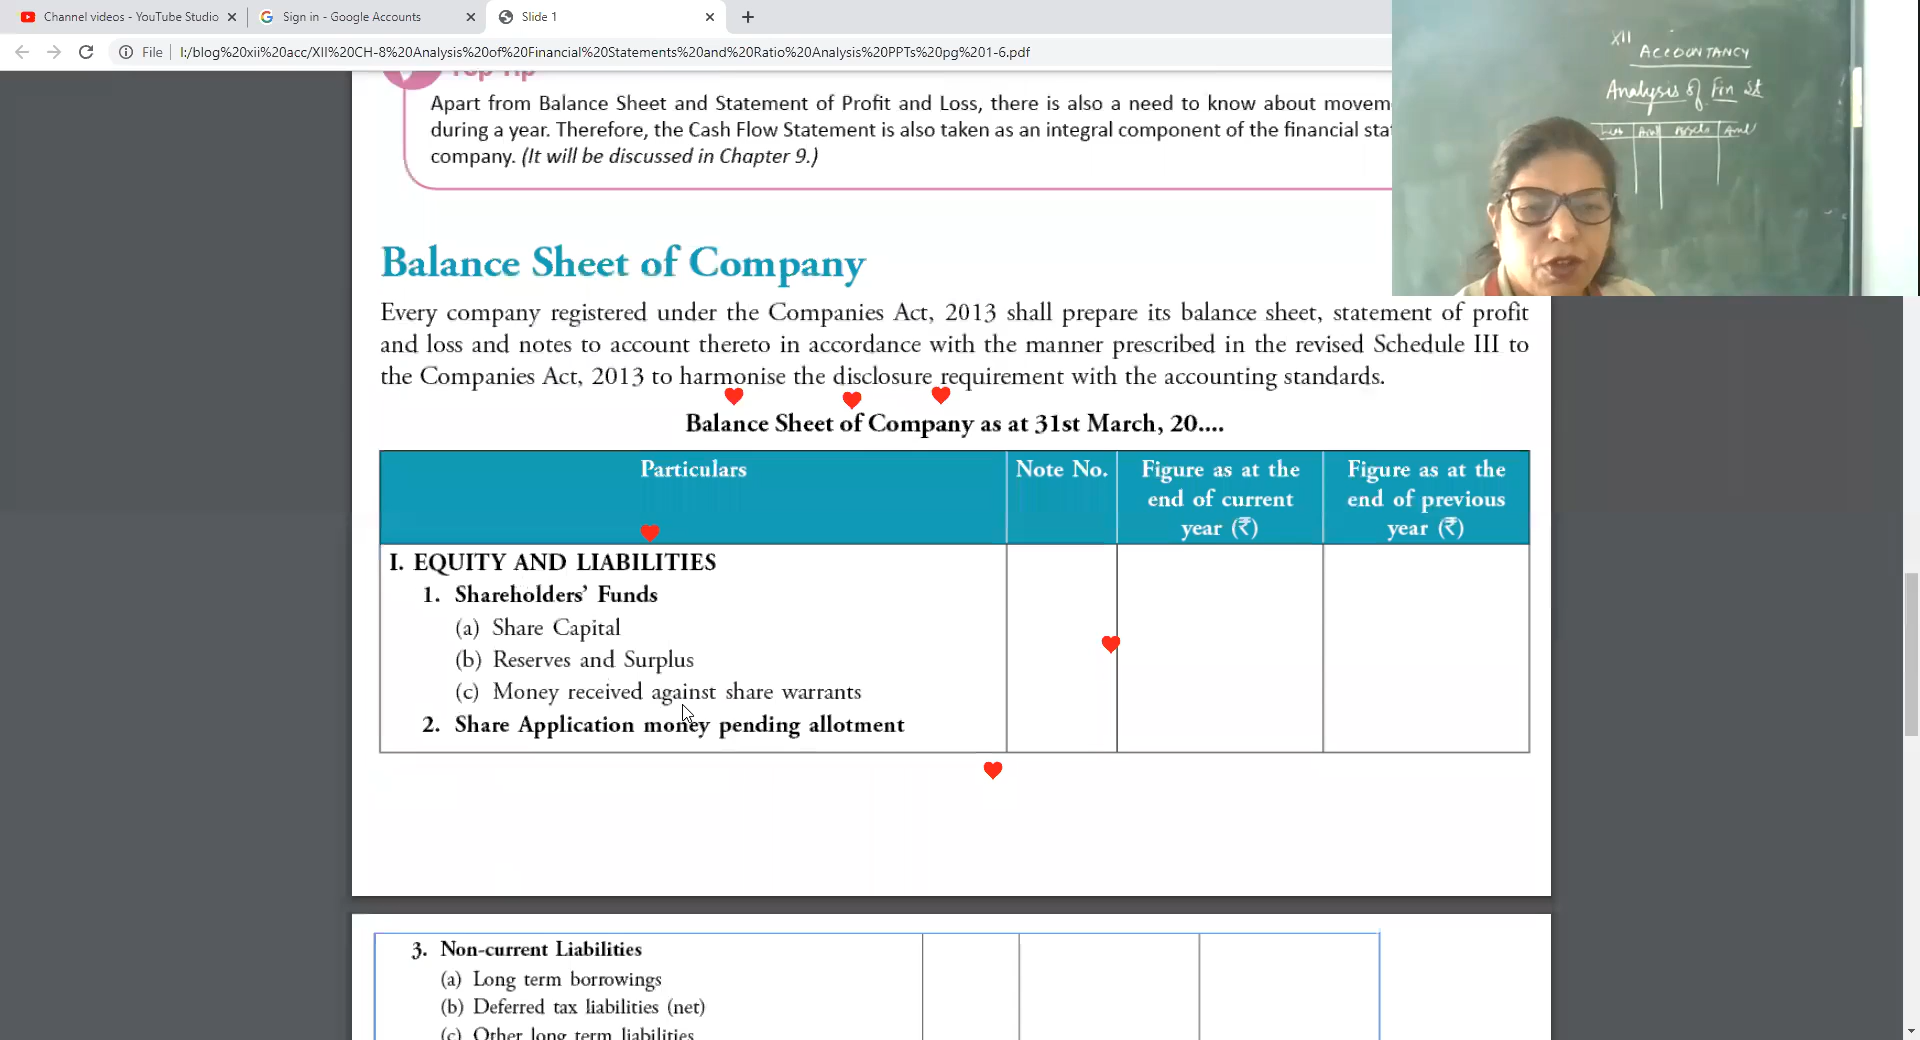 Channel videos - YouTube Studio
Sign in - Google Accounts
Slide 1
File
I:/blog%20xii%20acc/XII%20CH-8%20Analysis%20of%20Financial%20Statements%20and%20Ratio%20Analysis%20PPTs%20pg%201-6.pdf
XII
ACCOUNTANCY
Analysis of Fin St
Top Tip
Apart from Balance Sheet and Statement of Profit and Loss, there is also a need to know about movem
during a year. Therefore, the Cash Flow Statement is also taken as an integral component of the financial sta
company. (It will be discussed in Chapter 9.)
Balance Sheet of Company
Every company registered under the Companies Act, 2013 shall prepare its balance sheet, statement of profit
and loss and notes to account thereto in accordance with the manner prescribed in the revised Schedule III to
the Companies Act, 2013 to harmonise the disclosure requirement with the accounting standards.
Balance Sheet of Company as at 31st March, 20....
Particulars
Note No.
Figure as at the
end of current
year (₹)
Figure as at the
end of previous
year (₹)
I. EQUITY AND LIABILITIES
1. Shareholders' Funds
(a) Share Capital
(b) Reserves and Surplus
(c) Money received against share warrants
2. Share Application money pending allotment
3. Non-current Liabilities
(a) Long term borrowings
(b) Deferred tax liabilities (net)
(c) Other long term liabilities